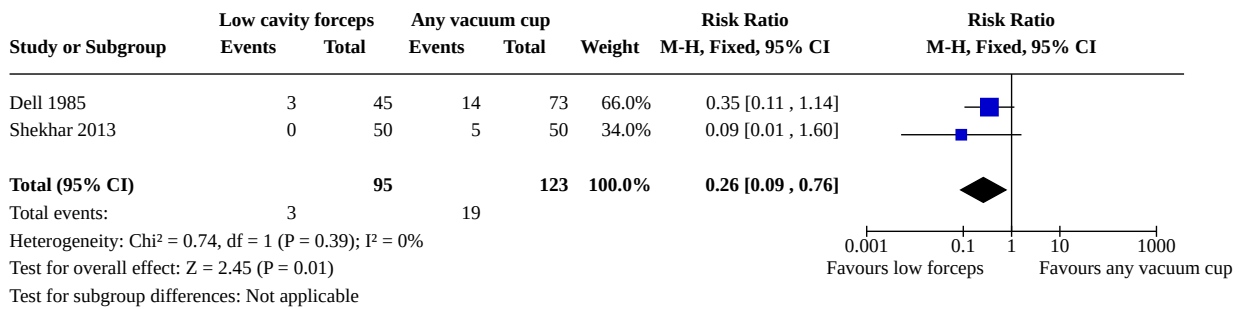 Low cavity forceps Any vacuum cup Risk Ratio Risk Ratio
Study or Subgroup Events Total Events Total Weight M-H, Fixed, 95% CI M-H, Fixed, 95% CI
Dell 1985 3 45 14 73 66.0% 0.35 [0.11 , 1.14]
Shekhar 2013 0 50 5 50 34.0% 0.09 [0.01 , 1.60]
Total (95% CI) 95 123 100.0% 0.26 [0.09 , 0.76]
Total events: 3 19
Heterogeneity: Chi² = 0.74, df = 1 (P = 0.39); I² = 0%
0.001 0.1 1 10 1000
Test for overall effect: Z = 2.45 (P = 0.01) Favours low forceps Favours any vacuum cup
Test for subgroup differences: Not applicable